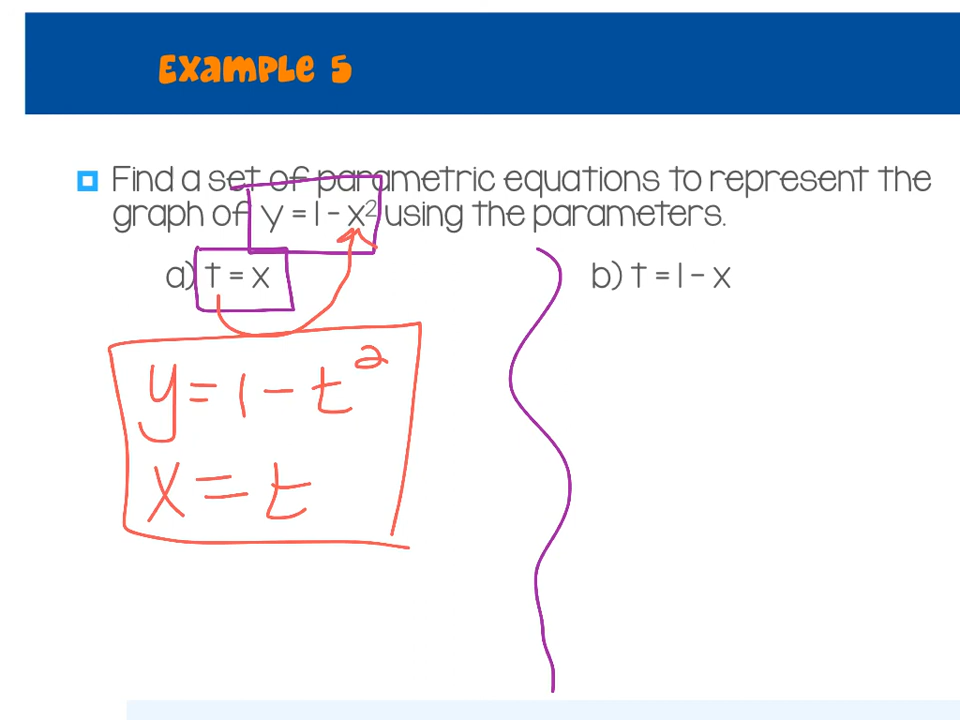 Example 5
Find a set of parametric equations to represent the
graph of y = 1 - x² using the parameters.
a) t = x
b) t = 1 - x
y = 1 - t²
x = t